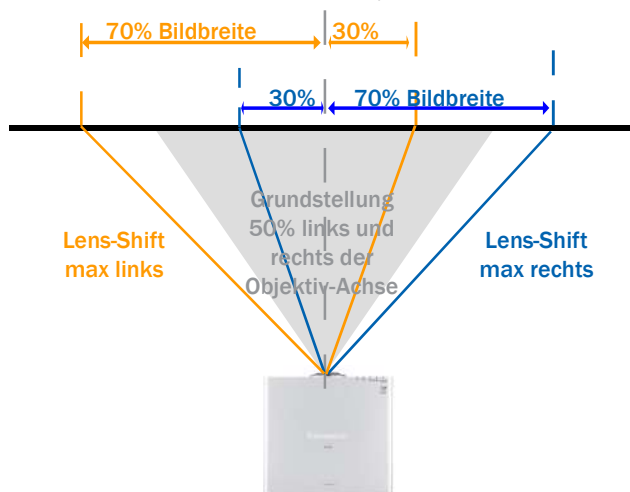 70% Bildbreite
30%
30%
70% Bildbreite
Grundstellung
50% links und
rechts der
Objektiv-Achse
Lens-Shift
max links
Lens-Shift
max rechts